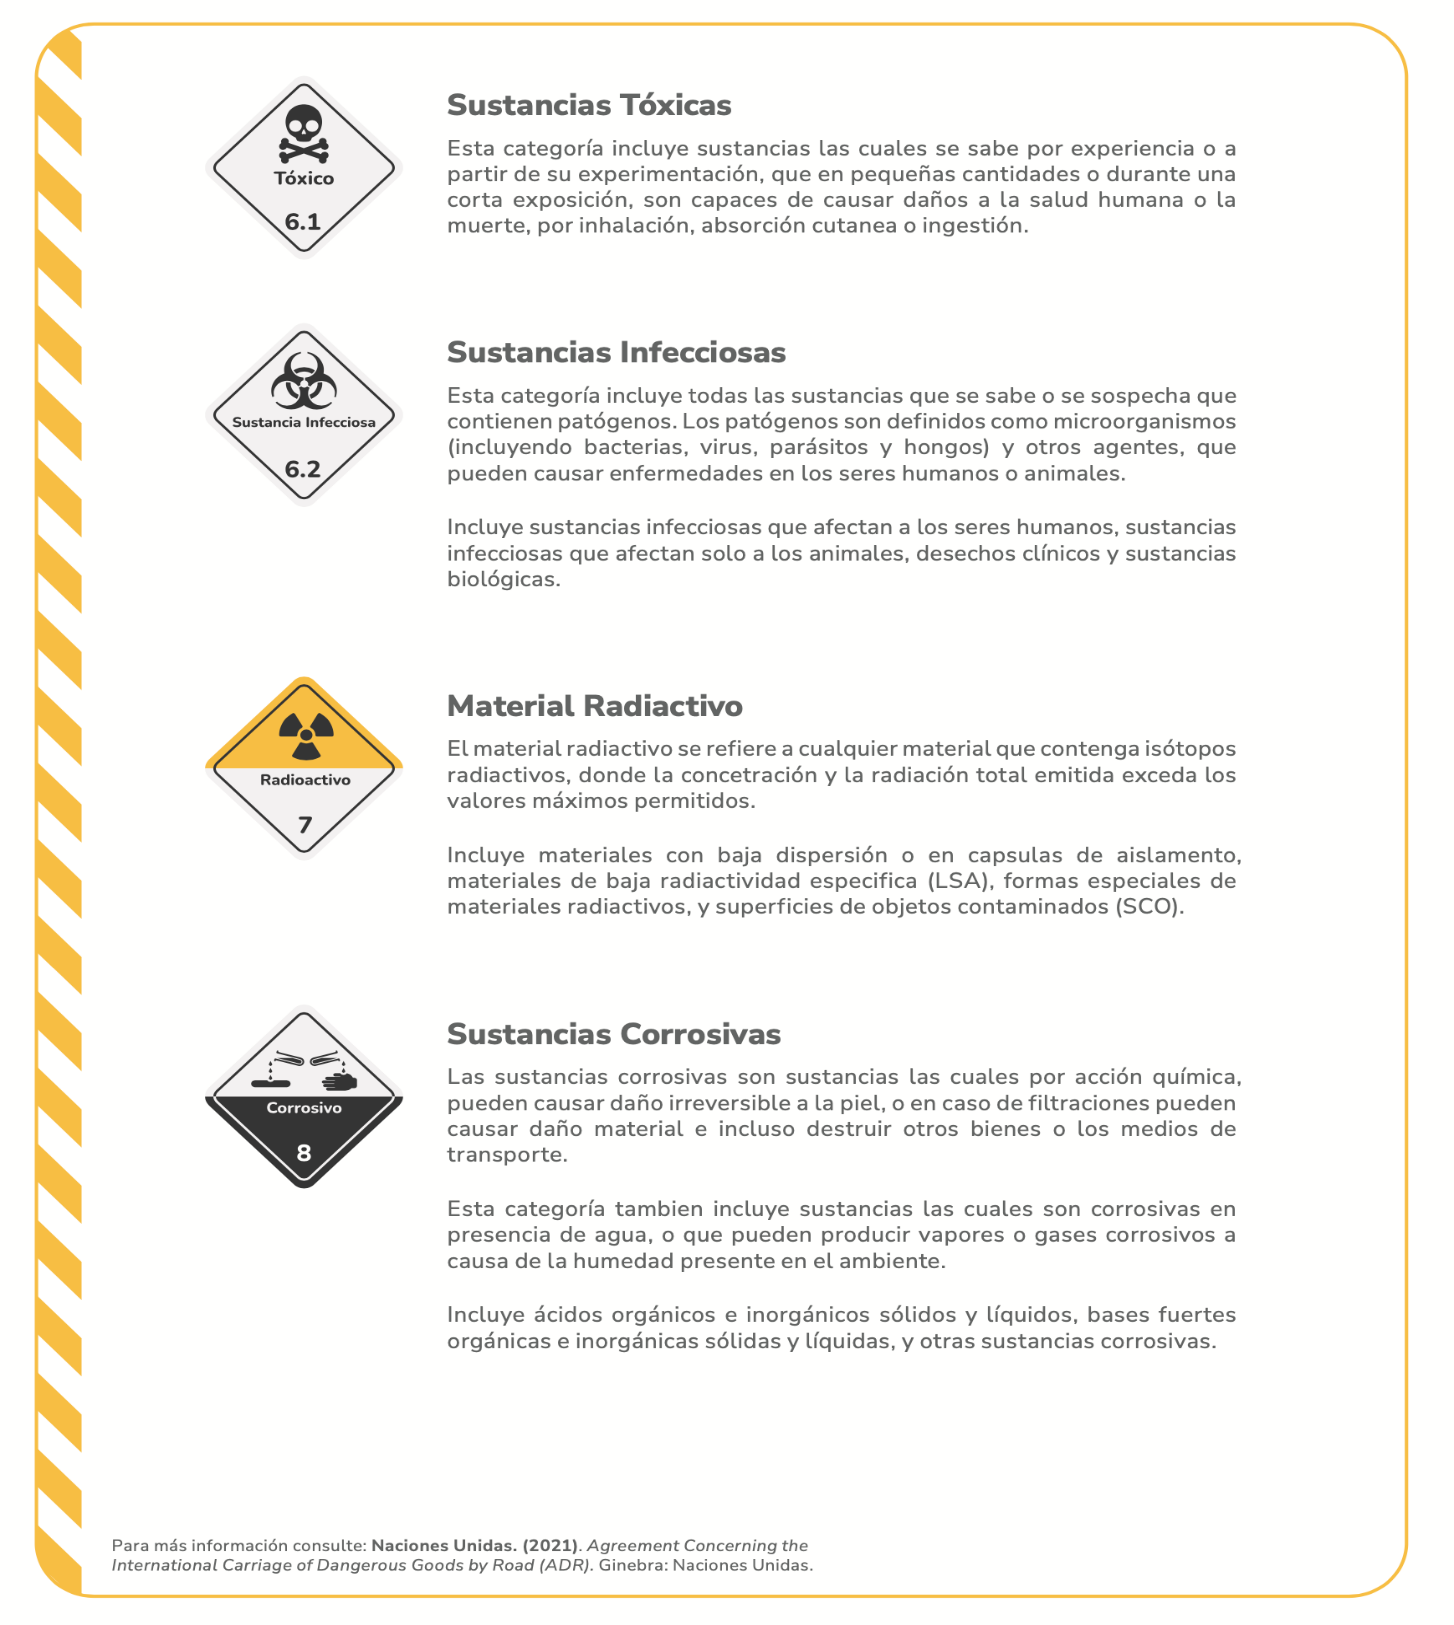 Tóxico
6.1
Sustancias Tóxicas
Esta categoría incluye sustancias las cuales se sabe por experiencia o a
partir de su experimentación, que en pequeñas cantidades o durante una
corta exposición, son capaces de causar daños a la salud humana o la
muerte, por inhalación, absorción cutanea o ingestión.
Sustancia Infecciosa
6.2
Sustancias Infecciosas
Esta categoría incluye todas las sustancias que se sabe o se sospecha que
contienen patógenos. Los patógenos son definidos como microorganismos
(incluyendo bacterias, virus, parásitos y hongos) y otros agentes, que
pueden causar enfermedades en los seres humanos o animales.
Incluye sustancias infecciosas que afectan a los seres humanos, sustancias
infecciosas que afectan solo a los animales, desechos clínicos y sustancias
biológicas.
Radioactivo
7
Material Radiactivo
El material radiactivo se refiere a cualquier material que contenga isótopos
radiactivos, donde la concetración y la radiación total emitida exceda los
valores máximos permitidos.
Incluye materiales con baja dispersión o en capsulas de aislamento,
materiales de baja radiactividad especifica (LSA), formas especiales de
materiales radiactivos, y superficies de objetos contaminados (SCO).
Corrosivo
8
Sustancias Corrosivas
Las sustancias corrosivas son sustancias las cuales por acción química,
pueden causar daño irreversible a la piel, o en caso de filtraciones pueden
causar daño material e incluso destruir otros bienes o los medios de
transporte.
Esta categoría tambien incluye sustancias las cuales son corrosivas en
presencia de agua, o que pueden producir vapores o gases corrosivos a
causa de la humedad presente en el ambiente.
Incluye ácidos orgánicos e inorgánicos sólidos y líquidos, bases fuertes
orgánicas e inorgánicas sólidas y líquidas, y otras sustancias corrosivas.
Para más información consulte: Naciones Unidas. (2021). Agreement Concerning the
International Carriage of Dangerous Goods by Road (ADR). Ginebra: Naciones Unidas.